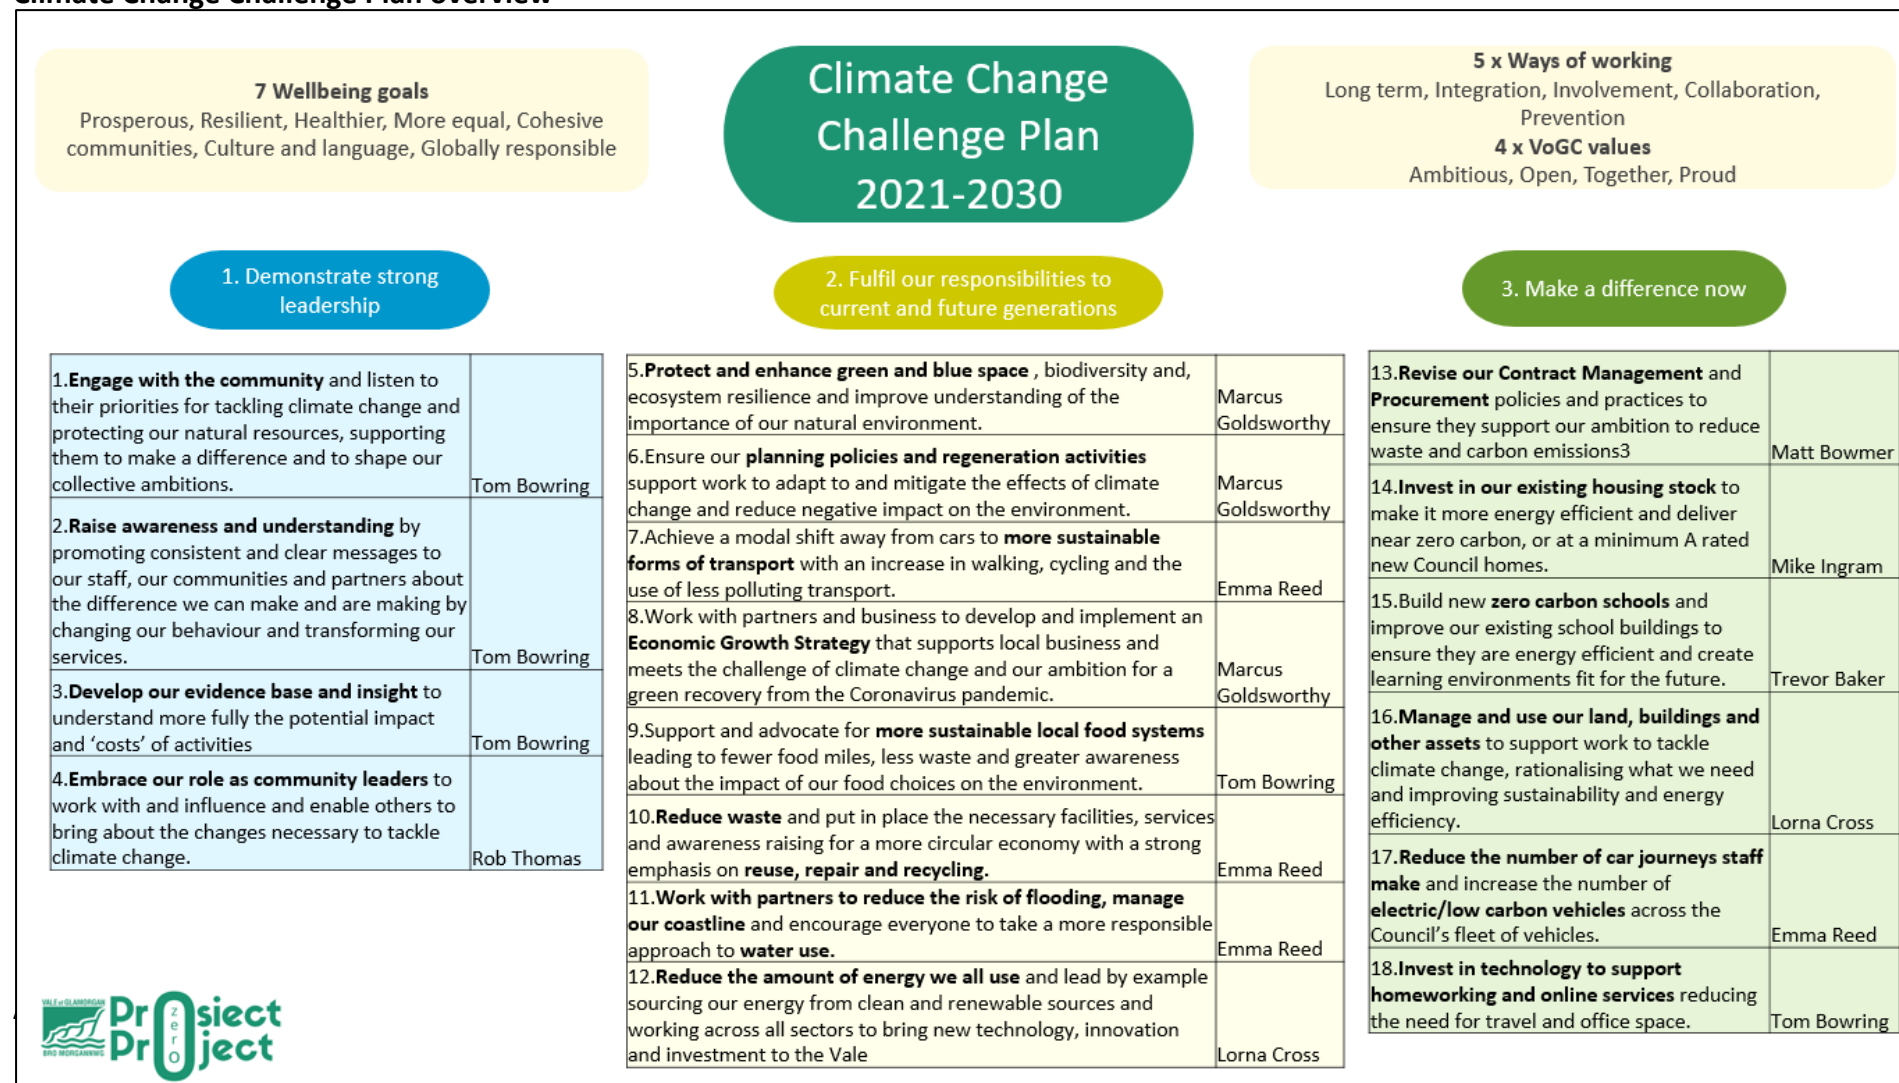 Climate Change Challenge Plan overview
7 Wellbeing goals
Prosperous, Resilient, Healthier, More equal, Cohesive
communities, Culture and language, Globally responsible
Climate Change
Challenge Plan
2021-2030
5 x Ways of working
Long term, Integration, Involvement, Collaboration,
Prevention
4 x VoGC values
Ambitious, Open, Together, Proud
1. Demonstrate strong
leadership
1.Engage with the community and listen to
their priorities for tackling climate change and
protecting our natural resources, supporting
them to make a difference and to shape our
collective ambitions.
Tom Bowring
2.Raise awareness and understanding by
promoting consistent and clear messages to
our staff, our communities and partners about
the difference we can make and are making by
changing our behaviour and transforming our
services.
Tom Bowring
3.Develop our evidence base and insight to
understand more fully the potential impact
and ‘costs’ of activities
Tom Bowring
4.Embrace our role as community leaders to
work with and influence and enable others to
bring about the changes necessary to tackle
climate change.
Rob Thomas
2. Fulfil our responsibilities to
current and future generations
5.Protect and enhance green and blue space , biodiversity and,
ecosystem resilience and improve understanding of the
importance of our natural environment.
Marcus
Goldsworthy
6.Ensure our planning policies and regeneration activities
support work to adapt to and mitigate the effects of climate
change and reduce negative impact on the environment.
Marcus
Goldsworthy
7.Achieve a modal shift away from cars to more sustainable
forms of transport with an increase in walking, cycling and the
use of less polluting transport.
Emma Reed
8.Work with partners and business to develop and implement an
Economic Growth Strategy that supports local business and
meets the challenge of climate change and our ambition for a
green recovery from the Coronavirus pandemic.
Marcus
Goldsworthy
9.Support and advocate for more sustainable local food systems
leading to fewer food miles, less waste and greater awareness
about the impact of our food choices on the environment.
Tom Bowring
10.Reduce waste and put in place the necessary facilities, services
and awareness raising for a more circular economy with a strong
emphasis on reuse, repair and recycling.
Emma Reed
11.Work with partners to reduce the risk of flooding, manage
our coastline and encourage everyone to take a more responsible
approach to water use.
Emma Reed
12.Reduce the amount of energy we all use and lead by example
sourcing our energy from clean and renewable sources and
working across all sectors to bring new technology, innovation
and investment to the Vale
Lorna Cross
3. Make a difference now
13.Revise our Contract Management and
Procurement policies and practices to
ensure they support our ambition to reduce
waste and carbon emissions3
Matt Bowmer
14.Invest in our existing housing stock to
make it more energy efficient and deliver
near zero carbon, or at a minimum A rated
new Council homes.
Mike Ingram
15.Build new zero carbon schools and
improve our existing school buildings to
ensure they are energy efficient and create
learning environments fit for the future.
Trevor Baker
16.Manage and use our land, buildings and
other assets to support work to tackle
climate change, rationalising what we need
and improving sustainability and energy
efficiency.
Lorna Cross
17.Reduce the number of car journeys staff
make and increase the number of
electric/low carbon vehicles across the
Council’s fleet of vehicles.
Emma Reed
18.Invest in technology to support
homeworking and online services reducing
the need for travel and office space.
Tom Bowring
VALE of GLAMORGAN
BRO MORGANNWG
Prosiect
zero
Project